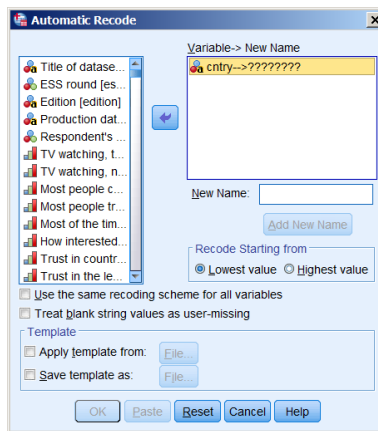 Automatic Recode
Variable-> New Name
Title of datase...
ESS round [es...
Edition [edition]
Production dat...
Respondent's ...
TV watching, t...
TV watching, n...
Most people c...
Most people tr...
Most of the tim...
How interested...
Trust in countr...
Trust in the le...
cntry-->????????
New Name:
Add New Name
Recode Starting from
Lowest value Highest value
Use the same recoding scheme for all variables
Treat blank string values as user-missing
Template
Apply template from: File...
Save template as: File...
OK Paste Reset Cancel Help